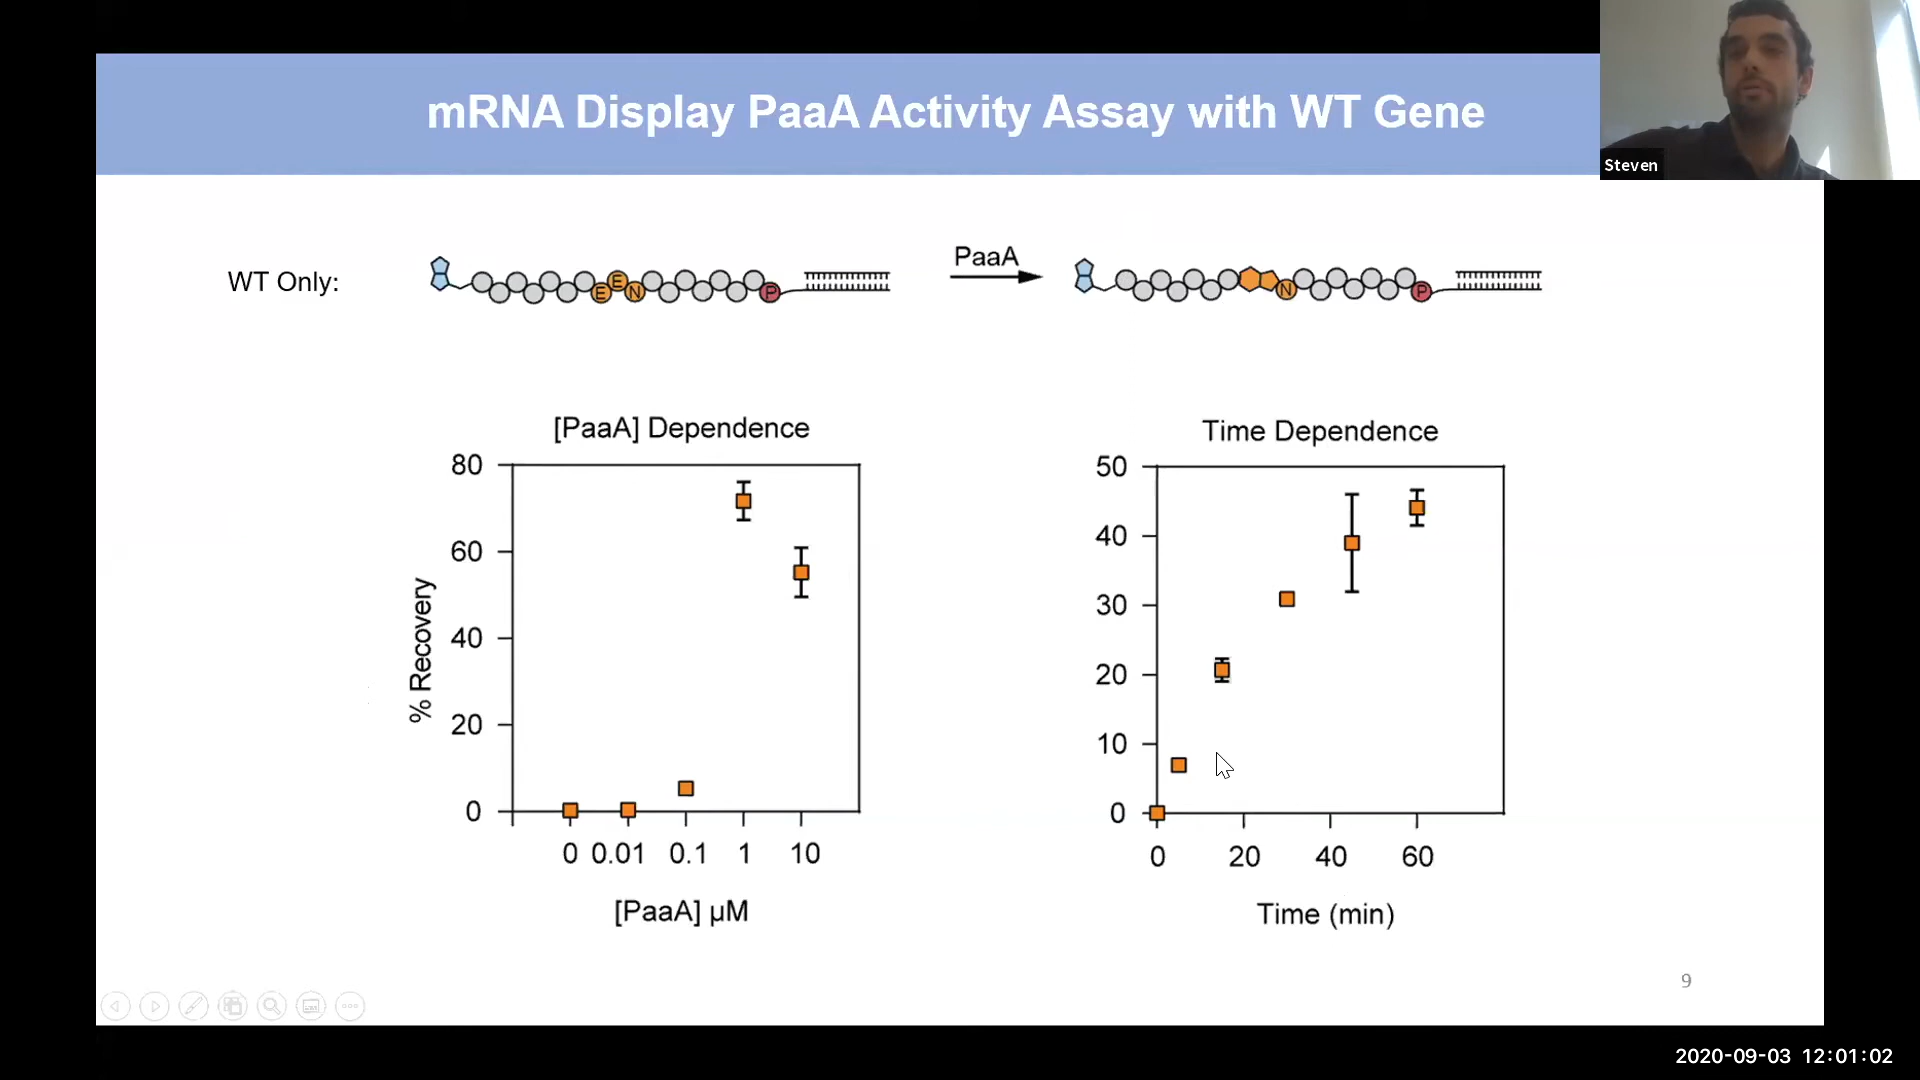 mRNA Display PaaA Activity Assay with WT Gene
Steven
WT Only:
E E N P
PaaA
N P
[PaaA] Dependence
80
60
40
20
0
% Recovery
0 0.01 0.1 1 10
[PaaA] µM
Time Dependence
50
40
30
20
10
0
0 20 40 60
Time (min)
9
2020-09-03 12:01:02